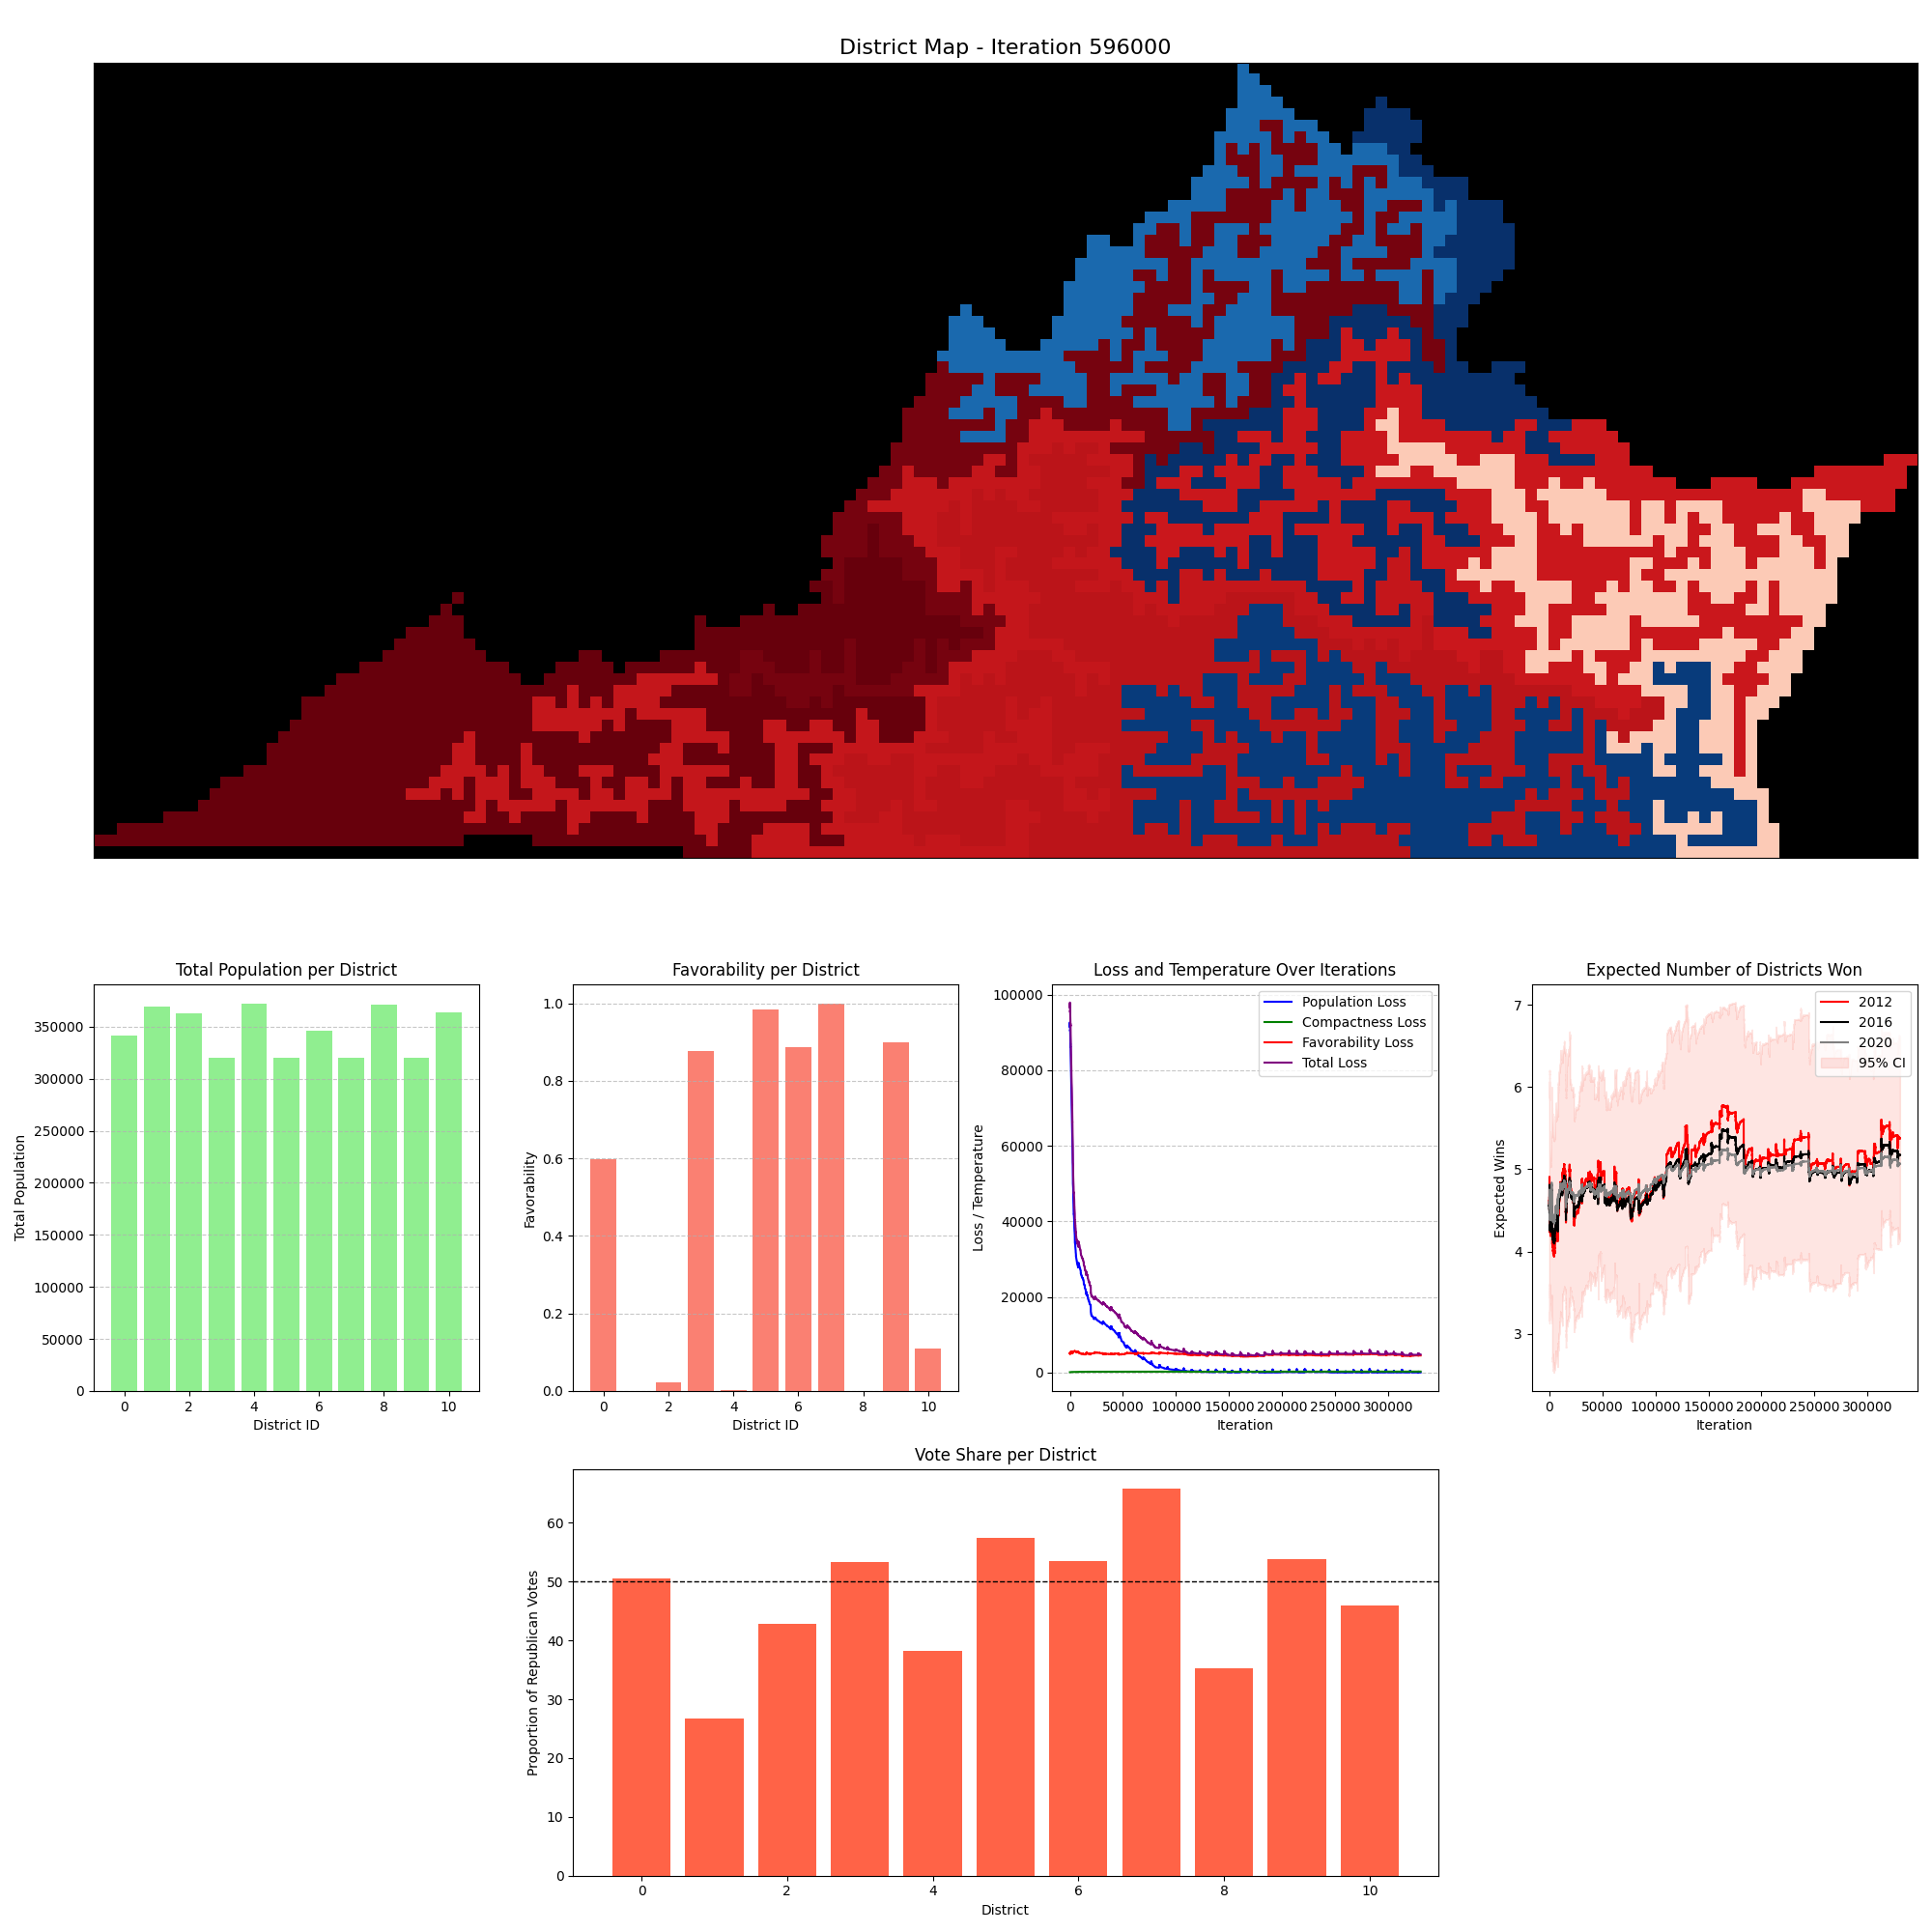 District Map - Iteration 596000
Total Population per District
Total Population
350000
300000
250000
200000
150000
100000
50000
0
0 2 4 6 8 10
District ID
Favorability per District
Favorability
1.0
0.8
0.6
0.4
0.2
0.0
0 2 4 6 8 10
District ID
Loss and Temperature Over Iterations
Loss / Temperature
100000
80000
60000
40000
20000
0
Population Loss
Compactness Loss
Favorability Loss
Total Loss
0 50000 100000 150000 200000 250000 300000
Iteration
Expected Number of Districts Won
Expected Wins
7
6
5
4
3
2012
2016
2020
95% CI
0 50000 100000 150000 200000 250000 300000
Iteration
Vote Share per District
Proportion of Republican Votes
60
50
40
30
20
10
0
0 2 4 6 8 10
District